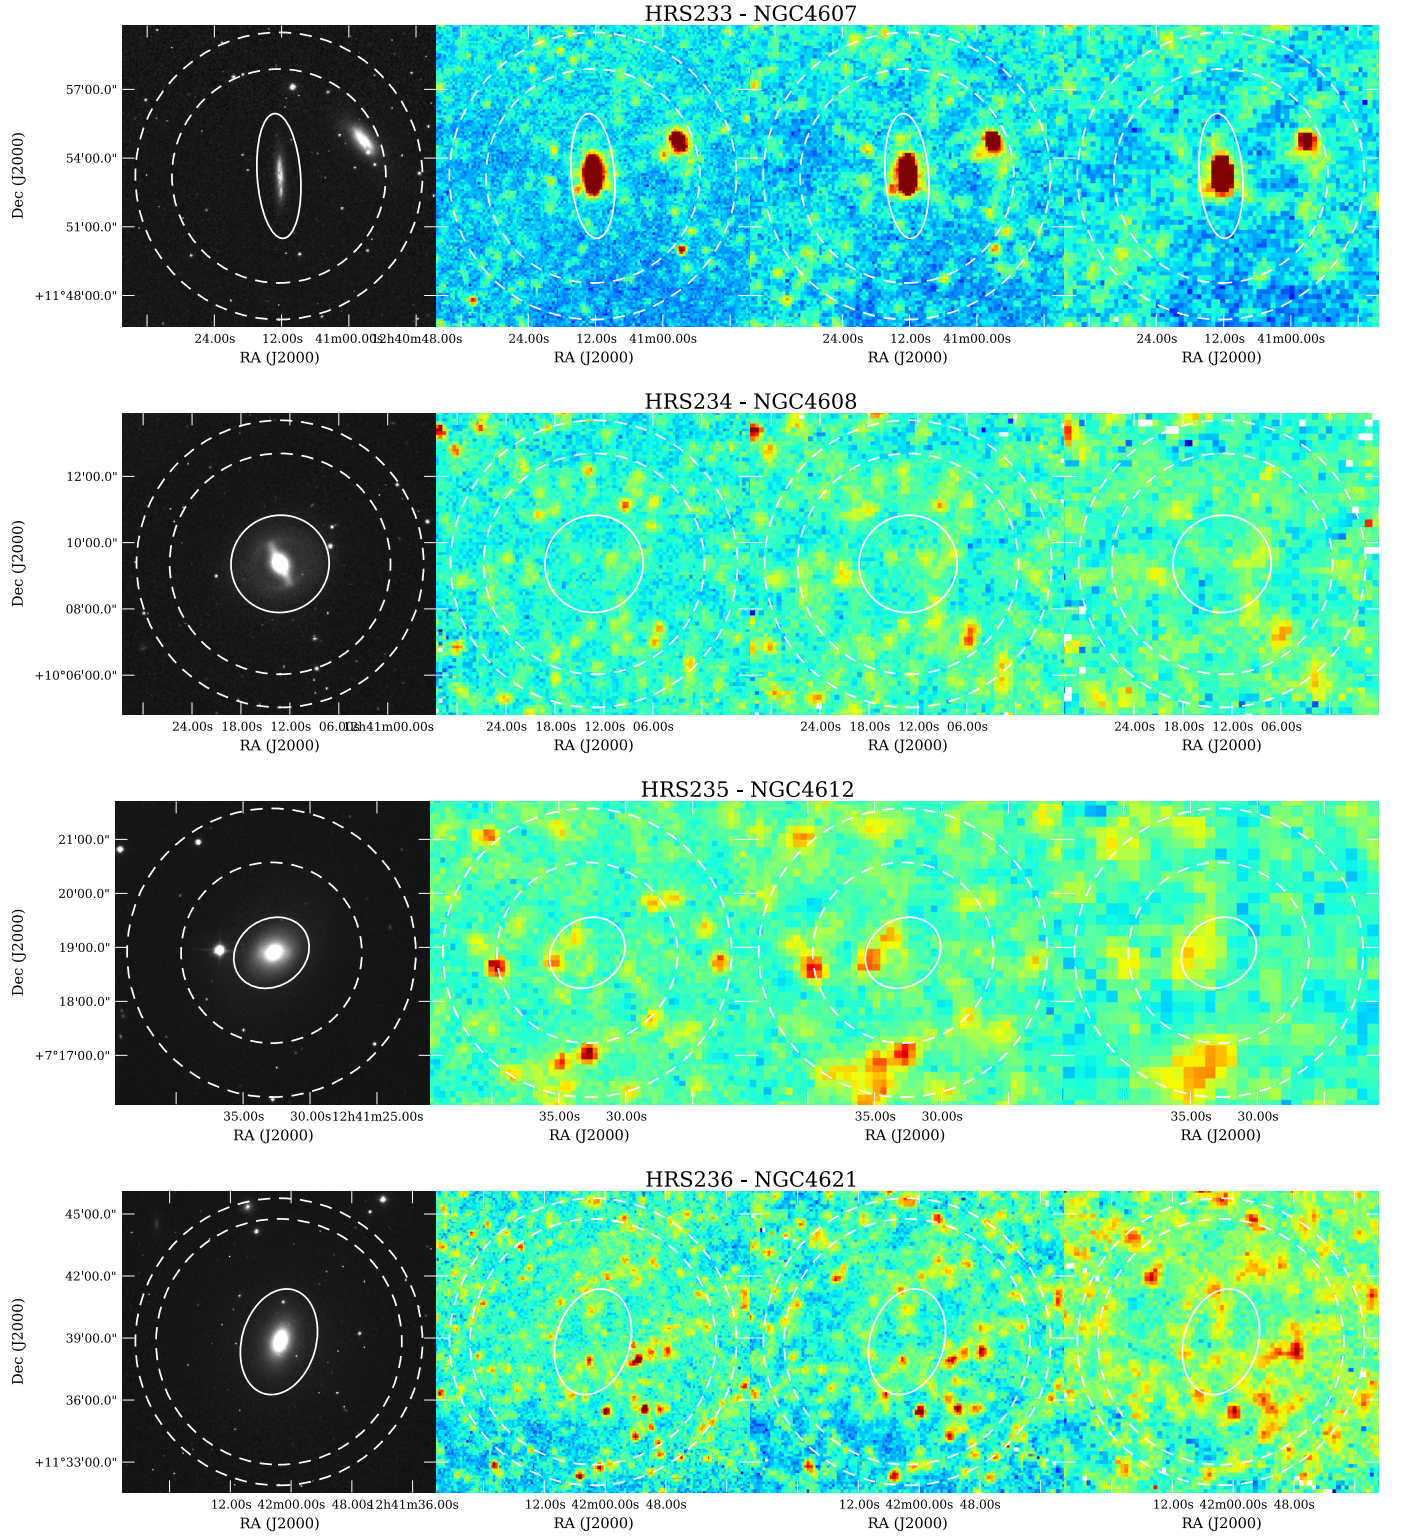 HRS233 - NGC4607
Dec (J2000)
57'00.0"
54'00.0"
51'00.0"
+11°48'00.0"
24.00s 12.00s 41m00.00s 12h40m48.00s 24.00s 12.00s 41m00.00s 24.00s 12.00s 41m00.00s 24.00s 12.00s 41m00.00s
RA (J2000) RA (J2000) RA (J2000) RA (J2000)
HRS234 - NGC4608
Dec (J2000)
12'00.0"
10'00.0"
08'00.0"
+10°06'00.0"
24.00s 18.00s 12.00s 06.00s 12h41m00.00s 24.00s 18.00s 12.00s 06.00s 24.00s 18.00s 12.00s 06.00s 24.00s 18.00s 12.00s 06.00s
RA (J2000) RA (J2000) RA (J2000) RA (J2000)
HRS235 - NGC4612
Dec (J2000)
21'00.0"
20'00.0"
19'00.0"
18'00.0"
+7°17'00.0"
35.00s 30.00s 12h41m25.00s 35.00s 30.00s 35.00s 30.00s 35.00s 30.00s
RA (J2000) RA (J2000) RA (J2000) RA (J2000)
HRS236 - NGC4621
Dec (J2000)
45'00.0"
42'00.0"
39'00.0"
36'00.0"
+11°33'00.0"
12.00s 42m00.00s 48.00s 12h41m36.00s 12.00s 42m00.00s 48.00s 12.00s 42m00.00s 48.00s 12.00s 42m00.00s 48.00s
RA (J2000) RA (J2000) RA (J2000) RA (J2000)